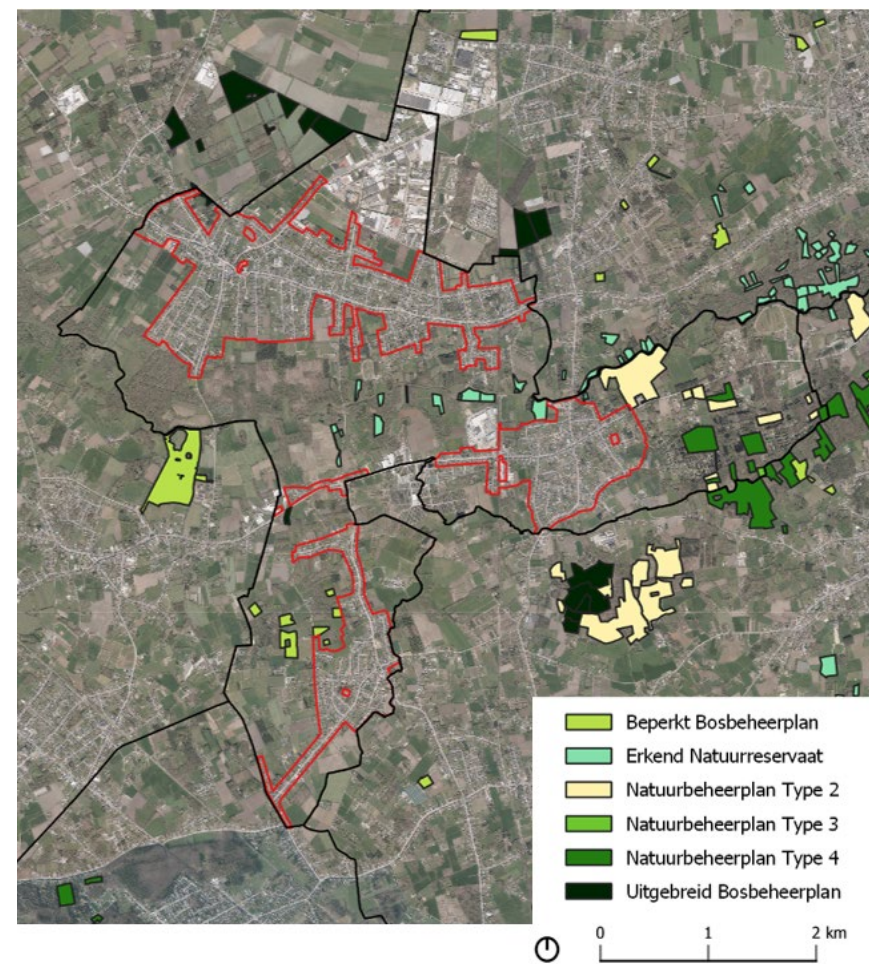 Beperkt Bosbeheerplan
Erkend Natuurreservaat
Natuurbeheerplan Type 2
Natuurbeheerplan Type 3
Natuurbeheerplan Type 4
Uitgebreid Bosbeheerplan
0 1 2 km